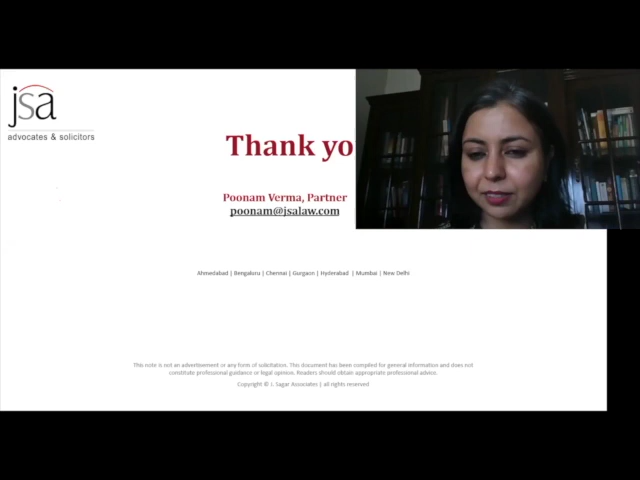 jsa
advocates & solicitors
Thank yo
Poonam Verma, Partner
poonam@jsalaw.com
Ahmedabad | Bengaluru | Chennai | Gurgaon | Hyderabad | Mumbai | New Delhi
This note is not an advertisement or any form of solicitation. This document has been compiled for general information and does not
constitute professional guidance or legal opinion. Readers should obtain appropriate professional advice.
Copyright © J. Sagar Associates | all rights reserved